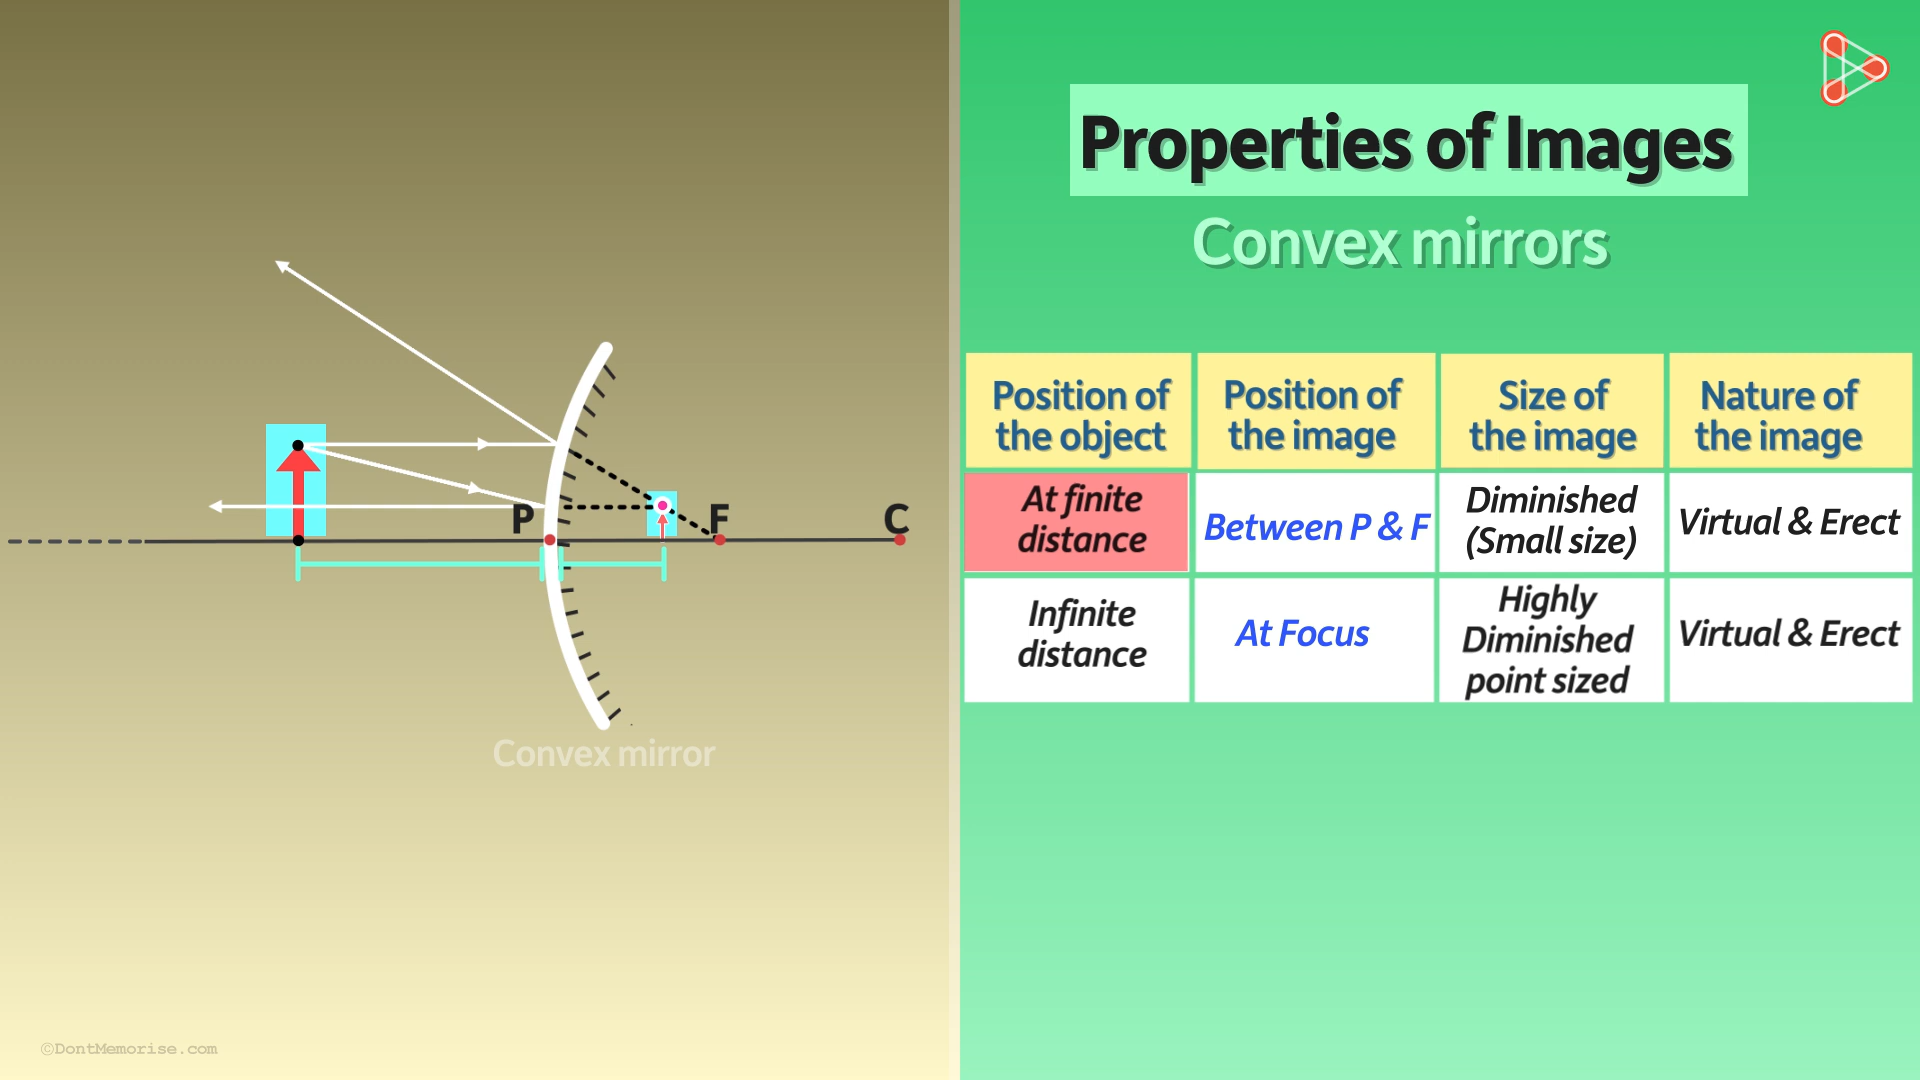 P
F
C
Convex mirror
©DontMemorise.com
Properties of Images
Convex mirrors
Position of
the object
Position of
the image
Size of
the image
Nature of
the image
At finite
distance
Between P & F
Diminished
(Small size)
Virtual & Erect
Infinite
distance
At Focus
Highly
Diminished
point sized
Virtual & Erect